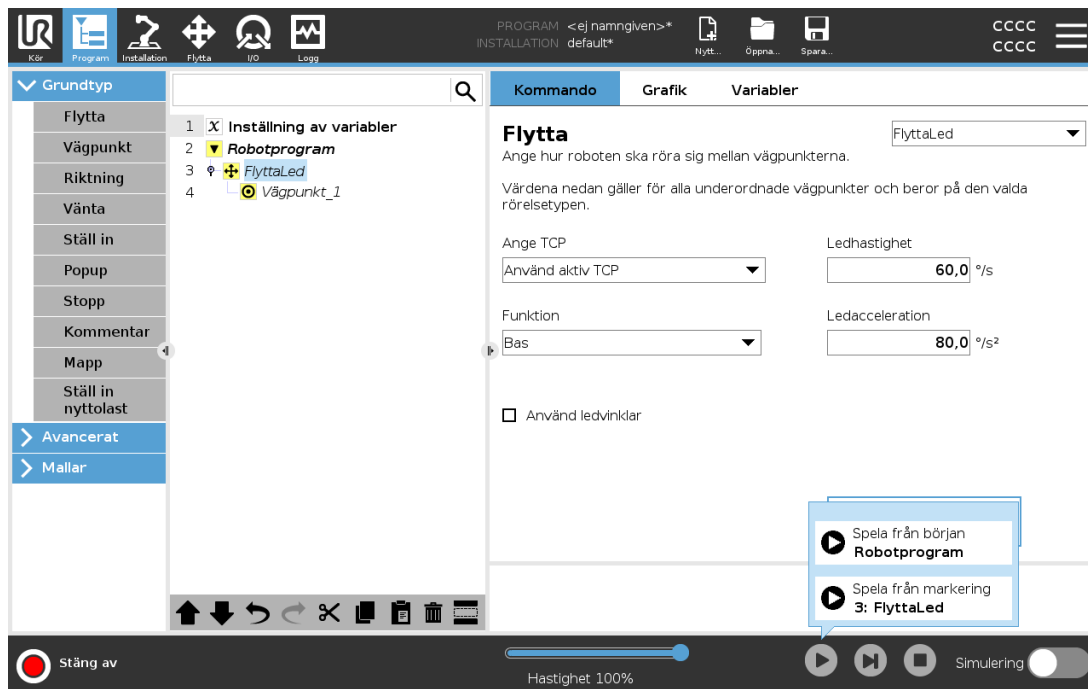 PROGRAM <ej namngiven>*
INSTALLATION default*
CCCC
CCCC
UR
Kör
Program
Installation
Flytta
I/O
Logg
Nytt...
Öppna...
Spara...
Grundtyp
Flytta
Vägpunkt
Riktning
Vänta
Ställ in
Popup
Stopp
Kommentar
Mapp
Ställ in
nyttolast
Avancerat
Mallar
1 X Inställning av variabler
2 Robotprogram
3 FlyttaLed
4 Vägpunkt_1
Kommando
Grafik
Variabler
Flytta
FlyttaLed
Ange hur roboten ska röra sig mellan vägpunkterna.
Värdena nedan gäller för alla underordnade vägpunkter och beror på den valda
rörelsetypen.
Ange TCP
Ledhastighet
Använd aktiv TCP
60,0 °/s
Funktion
Ledacceleration
Bas
80,0 °/s²
Använd ledvinklar
Spela från början
Robotprogram
Spela från markering
3: FlyttaLed
Stäng av
Hastighet 100%
Simulering